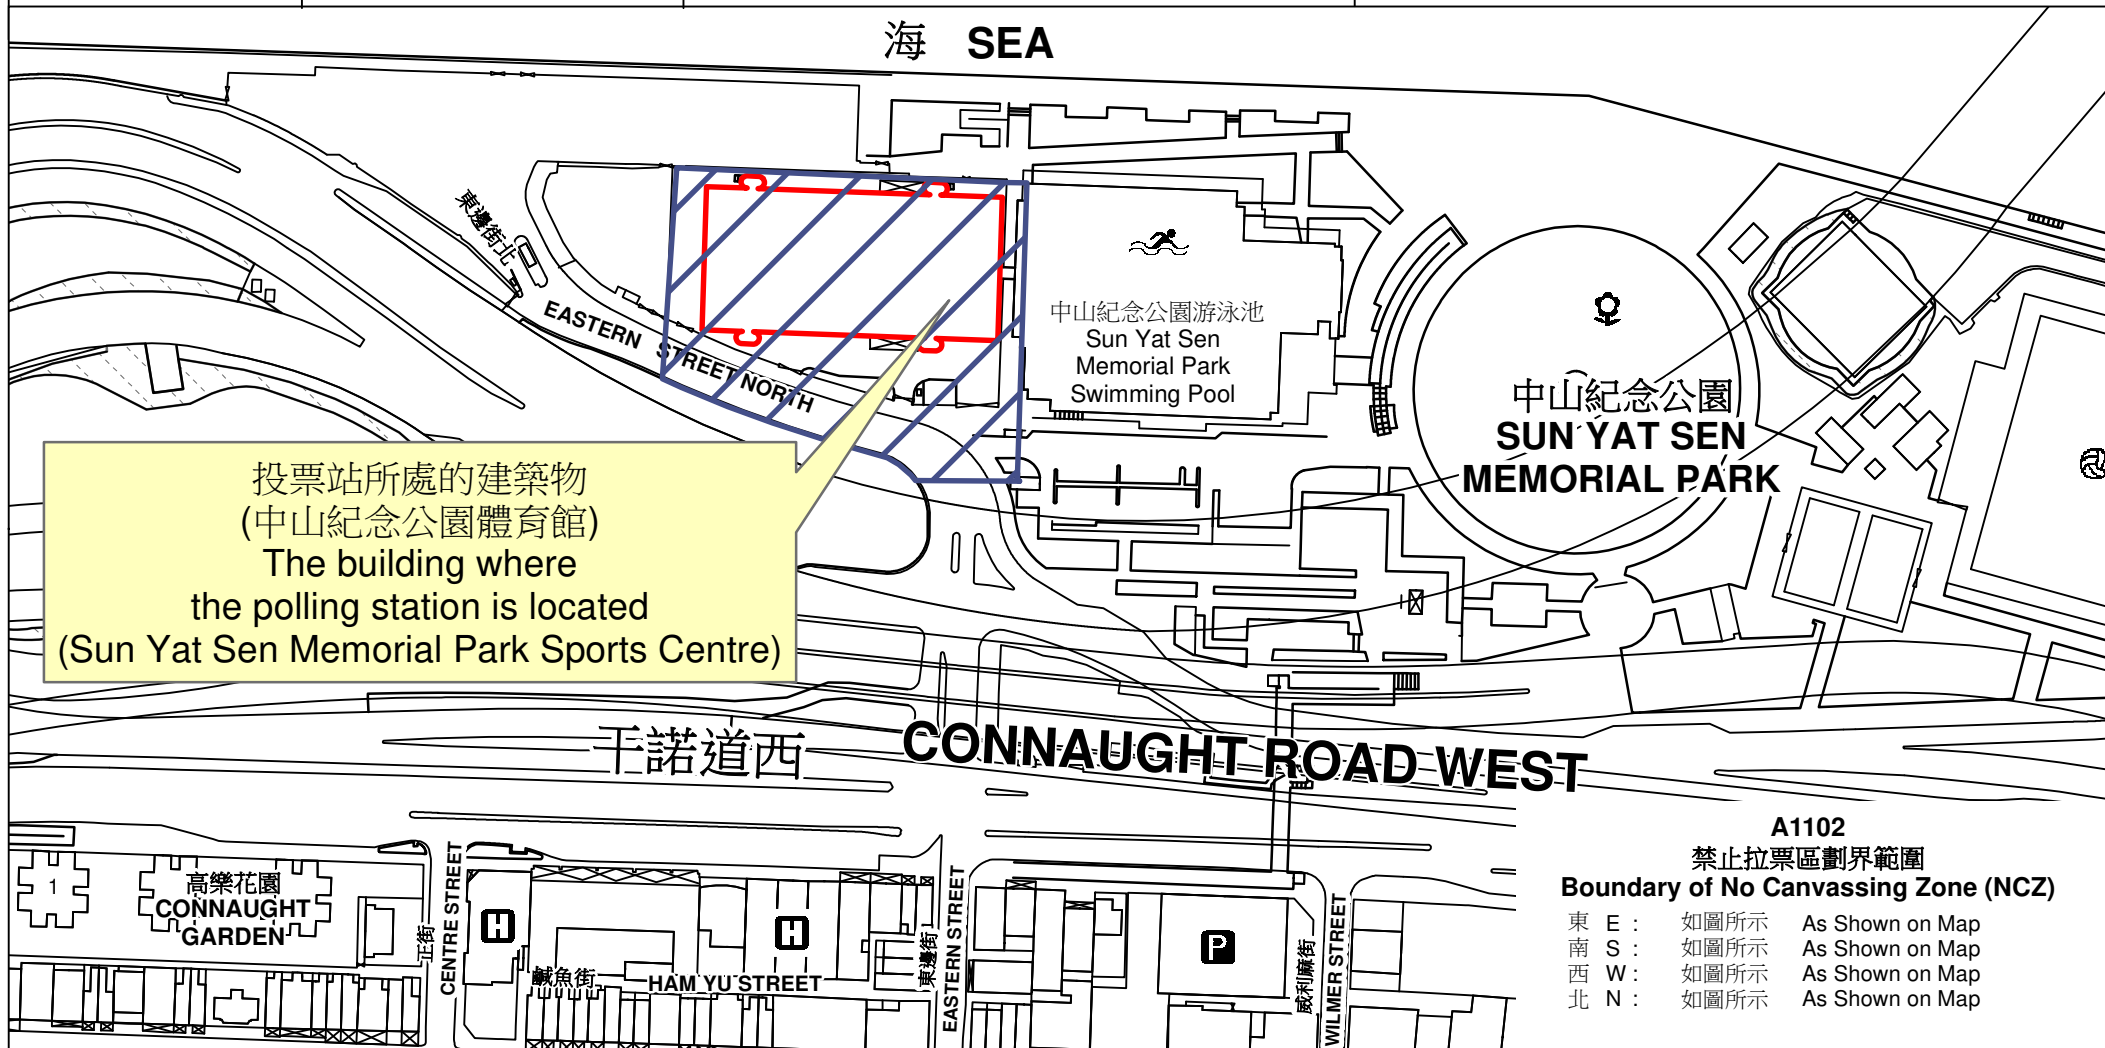 海 SEA
東邊街北
EASTERN STREET NORTH
中山紀念公園游泳池
Sun Yat Sen
Memorial Park
Swimming Pool
中山紀念公園
SUN YAT SEN
MEMORIAL PARK
投票站所處的建築物
(中山紀念公園體育館)
The building where
the polling station is located
(Sun Yat Sen Memorial Park Sports Centre)
干諾道西 CONNAUGHT ROAD WEST
1
高樂花園
CONNAUGHT
GARDEN
正街
CENTRE STREET
H
H
P
鹹魚街
HAM YU STREET
東邊街
EASTERN STREET
威利麻街
WILMER STREET
A1102
禁止拉票區劃界範圍
Boundary of No Canvassing Zone (NCZ)
東 E : 如圖所示 As Shown on Map
南 S : 如圖所示 As Shown on Map
西 W : 如圖所示 As Shown on Map
北 N : 如圖所示 As Shown on Map